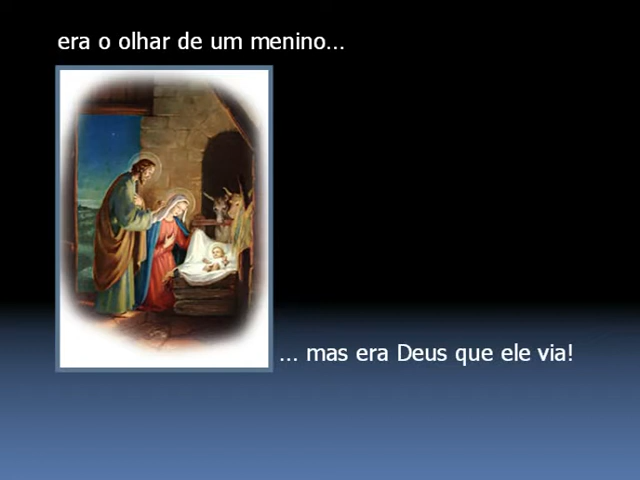 era o olhar de um menino...
... mas era Deus que ele via!